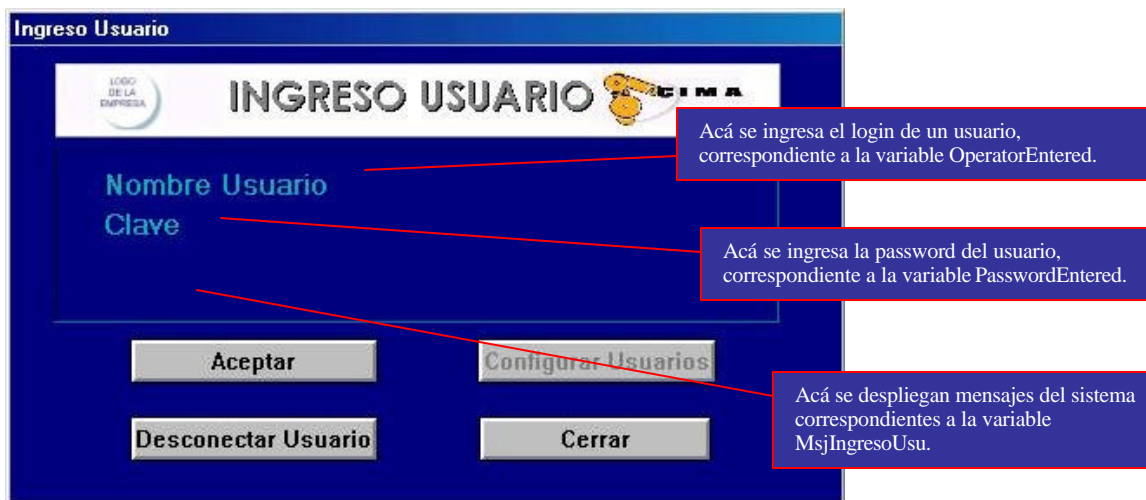 Ingreso Usuario
LOGO
DE LA
EMPRESA
INGRESO USUARIO
CIMA
Acá se ingresa el login de un usuario,
correspondiente a la variable OperatorEntered.
Nombre Usuario
Clave
Acá se ingresa la password del usuario,
correspondiente a la variable PasswordEntered.
Aceptar
Configurar Usuarios
Acá se despliegan mensajes del sistema
correspondientes a la variable
MsjIngresoUsu.
Desconectar Usuario
Cerrar